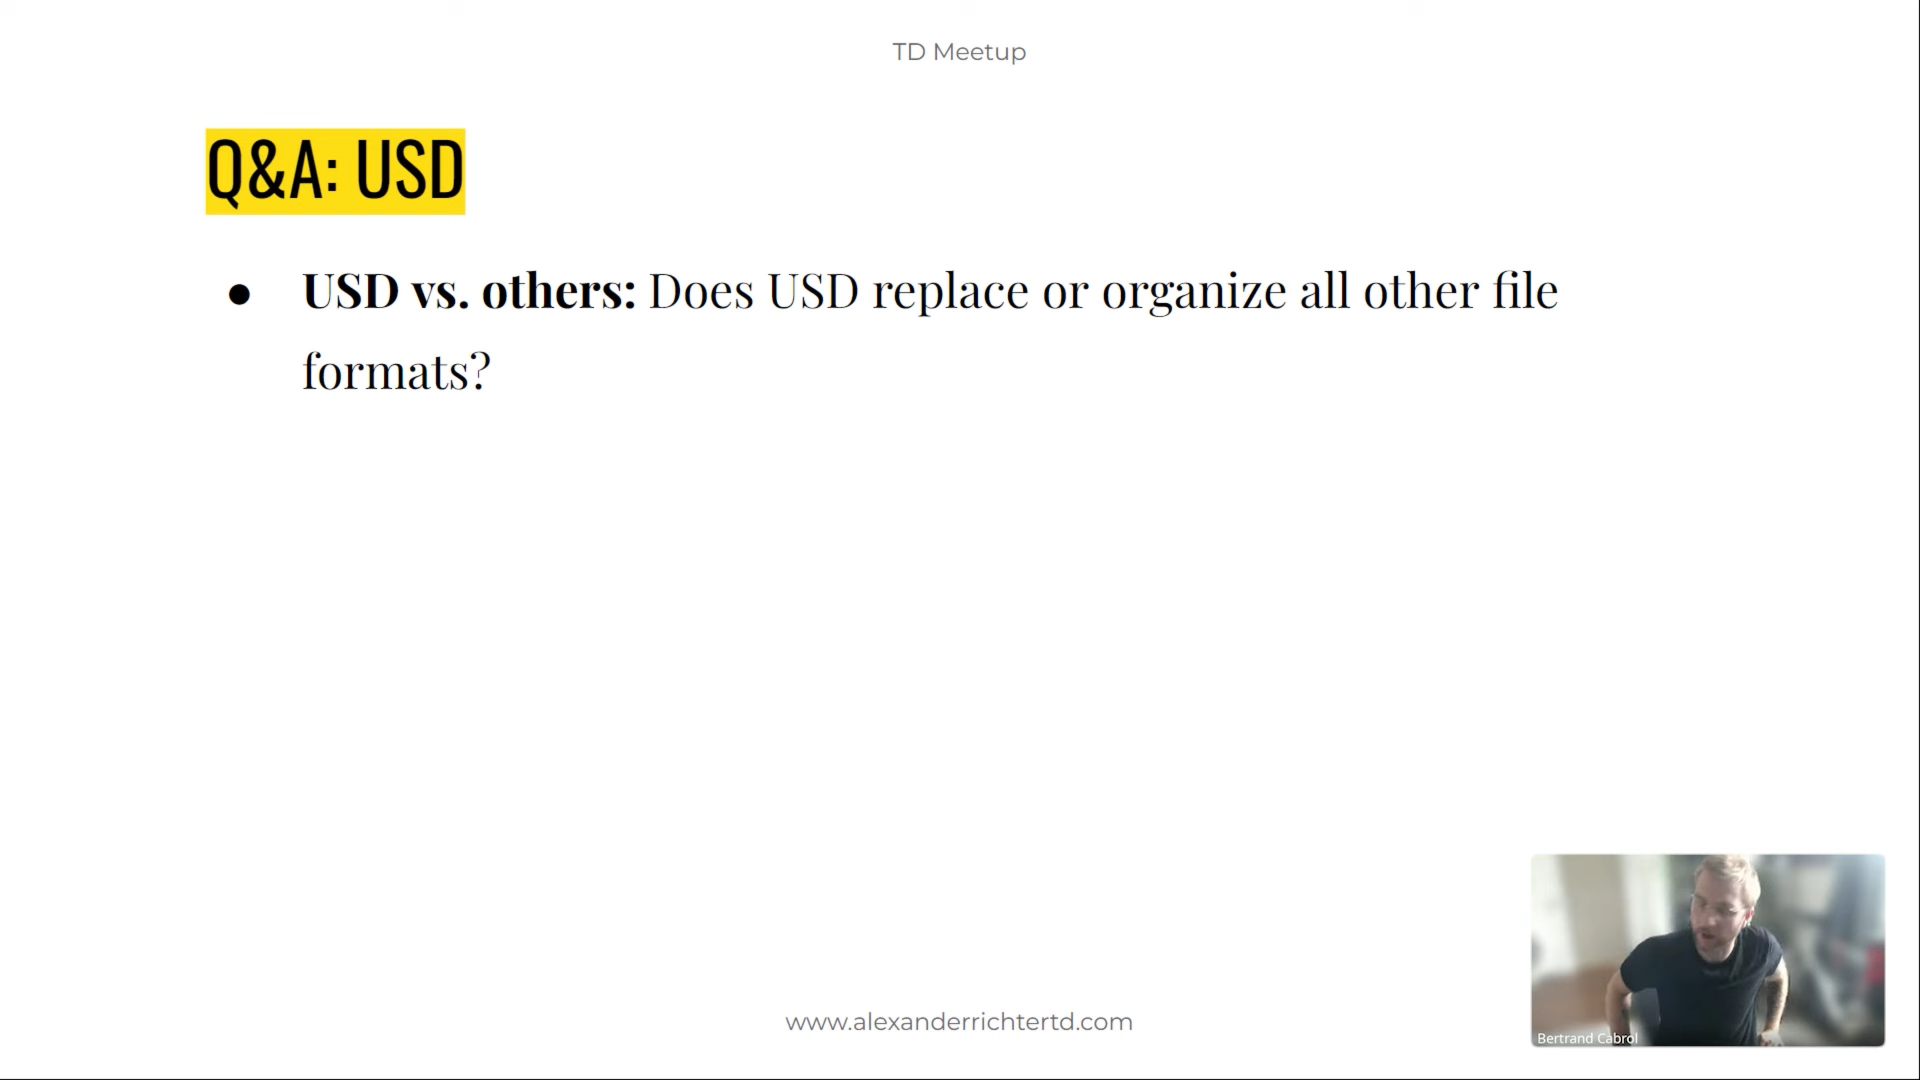 TD Meetup
Q&A: USD
● USD vs. others: Does USD replace or organize all other file
formats?
www.alexanderrichtertd.com
Bertrand Cabrol